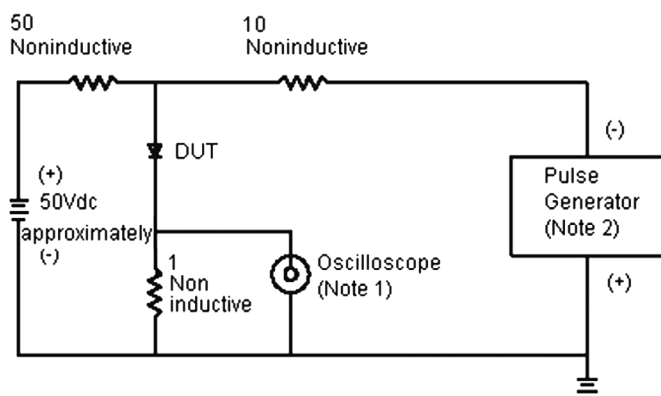 50
Noninductive
10
Noninductive
DUT
(+)
50Vdc
approximately
(-)
1
Non
inductive
Oscilloscope
(Note 1)
(-)
Pulse
Generator
(Note 2)
(+)